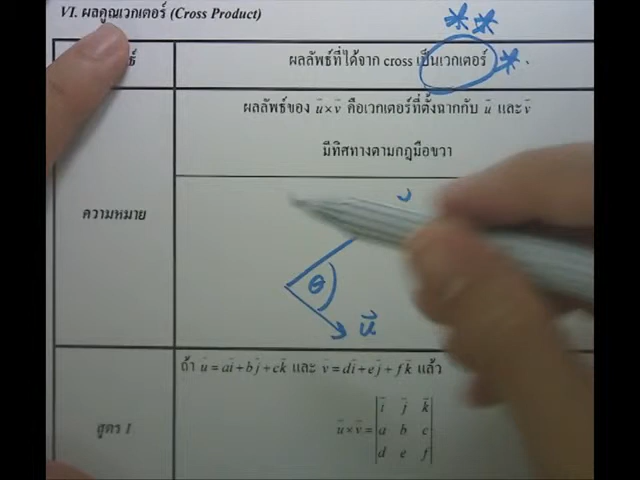 VI. ผลคูณเวกเตอร์ (Cross Product)
ผลลัพธ์ที่ได้จาก cross เป็นเวกเตอร์
ผลลัพธ์ของ u⃗×v⃗ คือเวกเตอร์ที่ตั้งฉากกับ u⃗ และ v⃗
มีทิศทางตามกฎมือขวา
ความหมาย
θ
u⃗
ถ้า u⃗ = ai⃗+bj⃗+ck⃗ และ v⃗ = di⃗+ej⃗+fk⃗ แล้ว
สูตร 1
i⃗ j⃗ k⃗
u⃗×v⃗ = a b c
d e f